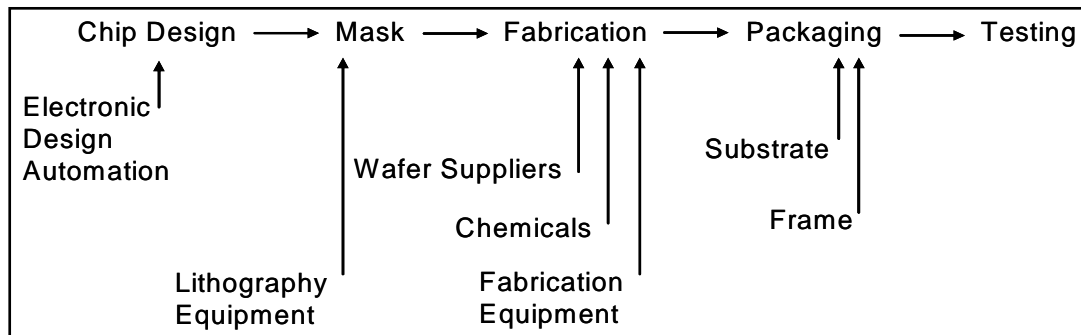 Chip Design Mask Fabrication Packaging Testing
Electronic
Design
Automation
Wafer Suppliers
Substrate
Chemicals
Frame
Lithography
Equipment
Fabrication
Equipment